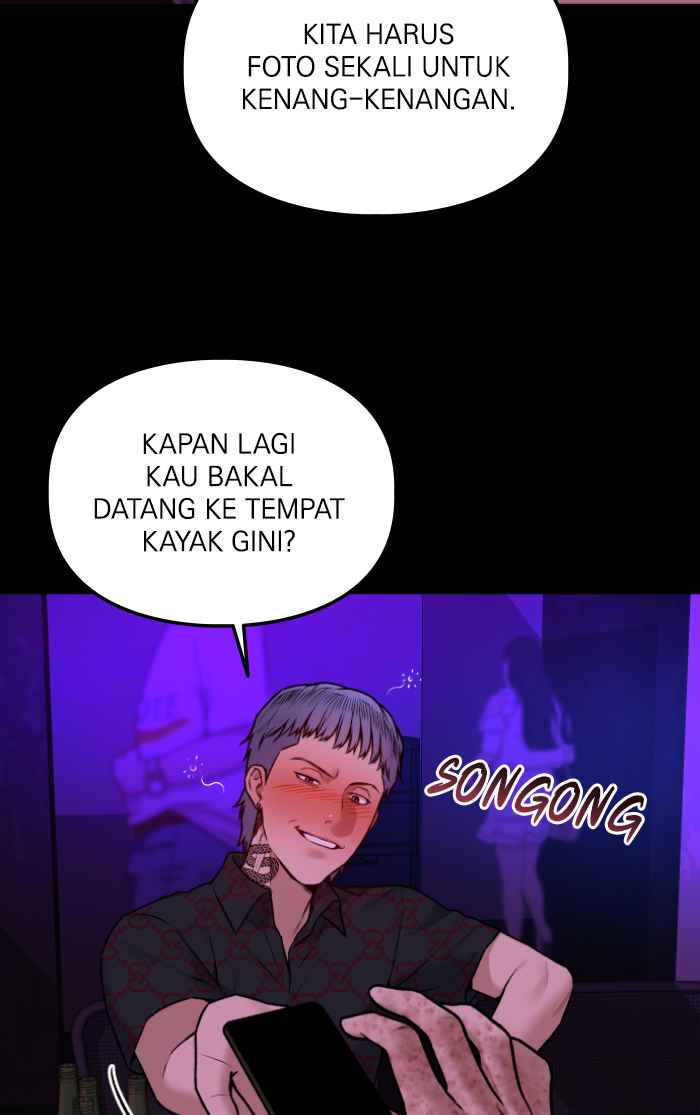 KITA HARUS
FOTO SEKALI UNTUK
KENANG-KENANGAN.
KAPAN LAGI
KAU BAKAL
DATANG KE TEMPAT
KAYAK GINI?
SONGONG